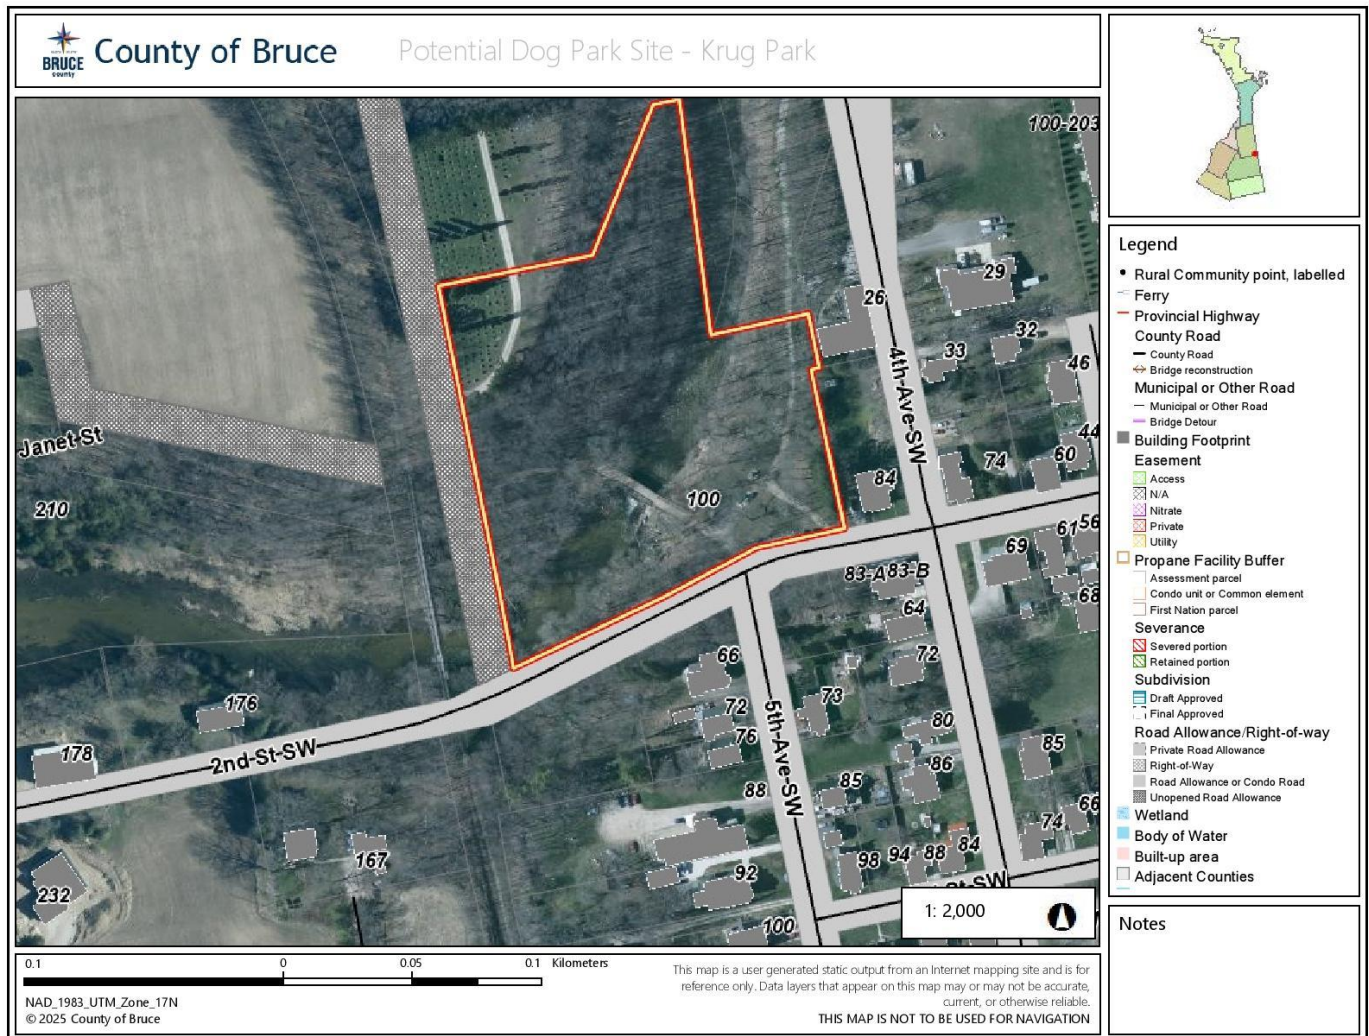 BRUCE
county
County of Bruce
Potential Dog Park Site - Krug Park
100-203
29
26
32
33
46
4th-Ave-SW
44
Janet-St
74
60
84
210
100
56
61
69
83-A
83-B
68
64
66
72
176
73
72
5th-Ave-SW
80
76
2nd-St-SW
85
178
86
85
88
66
74
167
84
98
94
88
92
232
St-SW
100
1: 2,000
Legend
Rural Community point, labelled
Ferry
Provincial Highway
County Road
County Road
Bridge reconstruction
Municipal or Other Road
Municipal or Other Road
Bridge Detour
Building Footprint
Easement
Access
N/A
Nitrate
Private
Utility
Propane Facility Buffer
Assessment parcel
Condo unit or Common element
First Nation parcel
Severance
Severed portion
Retained portion
Subdivision
Draft Approved
Final Approved
Road Allowance/Right-of-way
Private Road Allowance
Right-of-Way
Road Allowance or Condo Road
Unopened Road Allowance
Wetland
Body of Water
Built-up area
Adjacent Counties
Notes
0.1 0 0.05 0.1 Kilometers
NAD_1983_UTM_Zone_17N
© 2025 County of Bruce
This map is a user generated static output from an Internet mapping site and is for
reference only. Data layers that appear on this map may or may not be accurate,
current, or otherwise reliable.
THIS MAP IS NOT TO BE USED FOR NAVIGATION